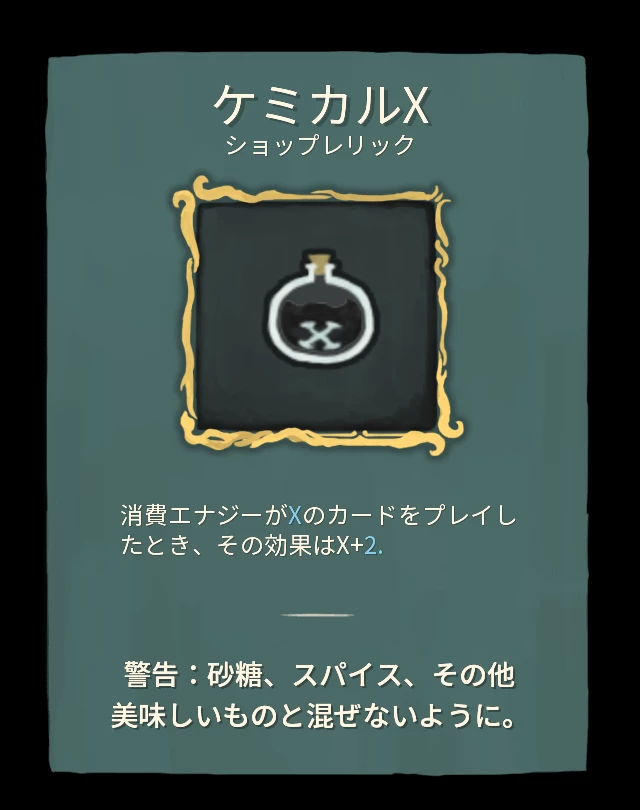 ケミカルX
ショップレリック
X
消費エナジーがXのカードをプレイし
たとき、その効果はX+2.
警告：砂糖、スパイス、その他
美味しいものと混ぜないように。